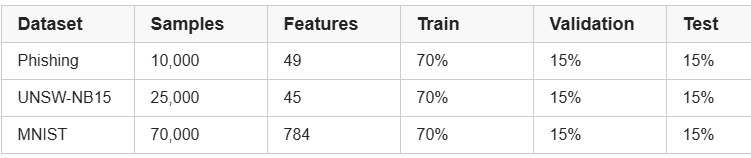 Dataset Samples Features Train Validation Test
Phishing 10,000 49 70% 15% 15%
UNSW-NB15 25,000 45 70% 15% 15%
MNIST 70,000 784 70% 15% 15%